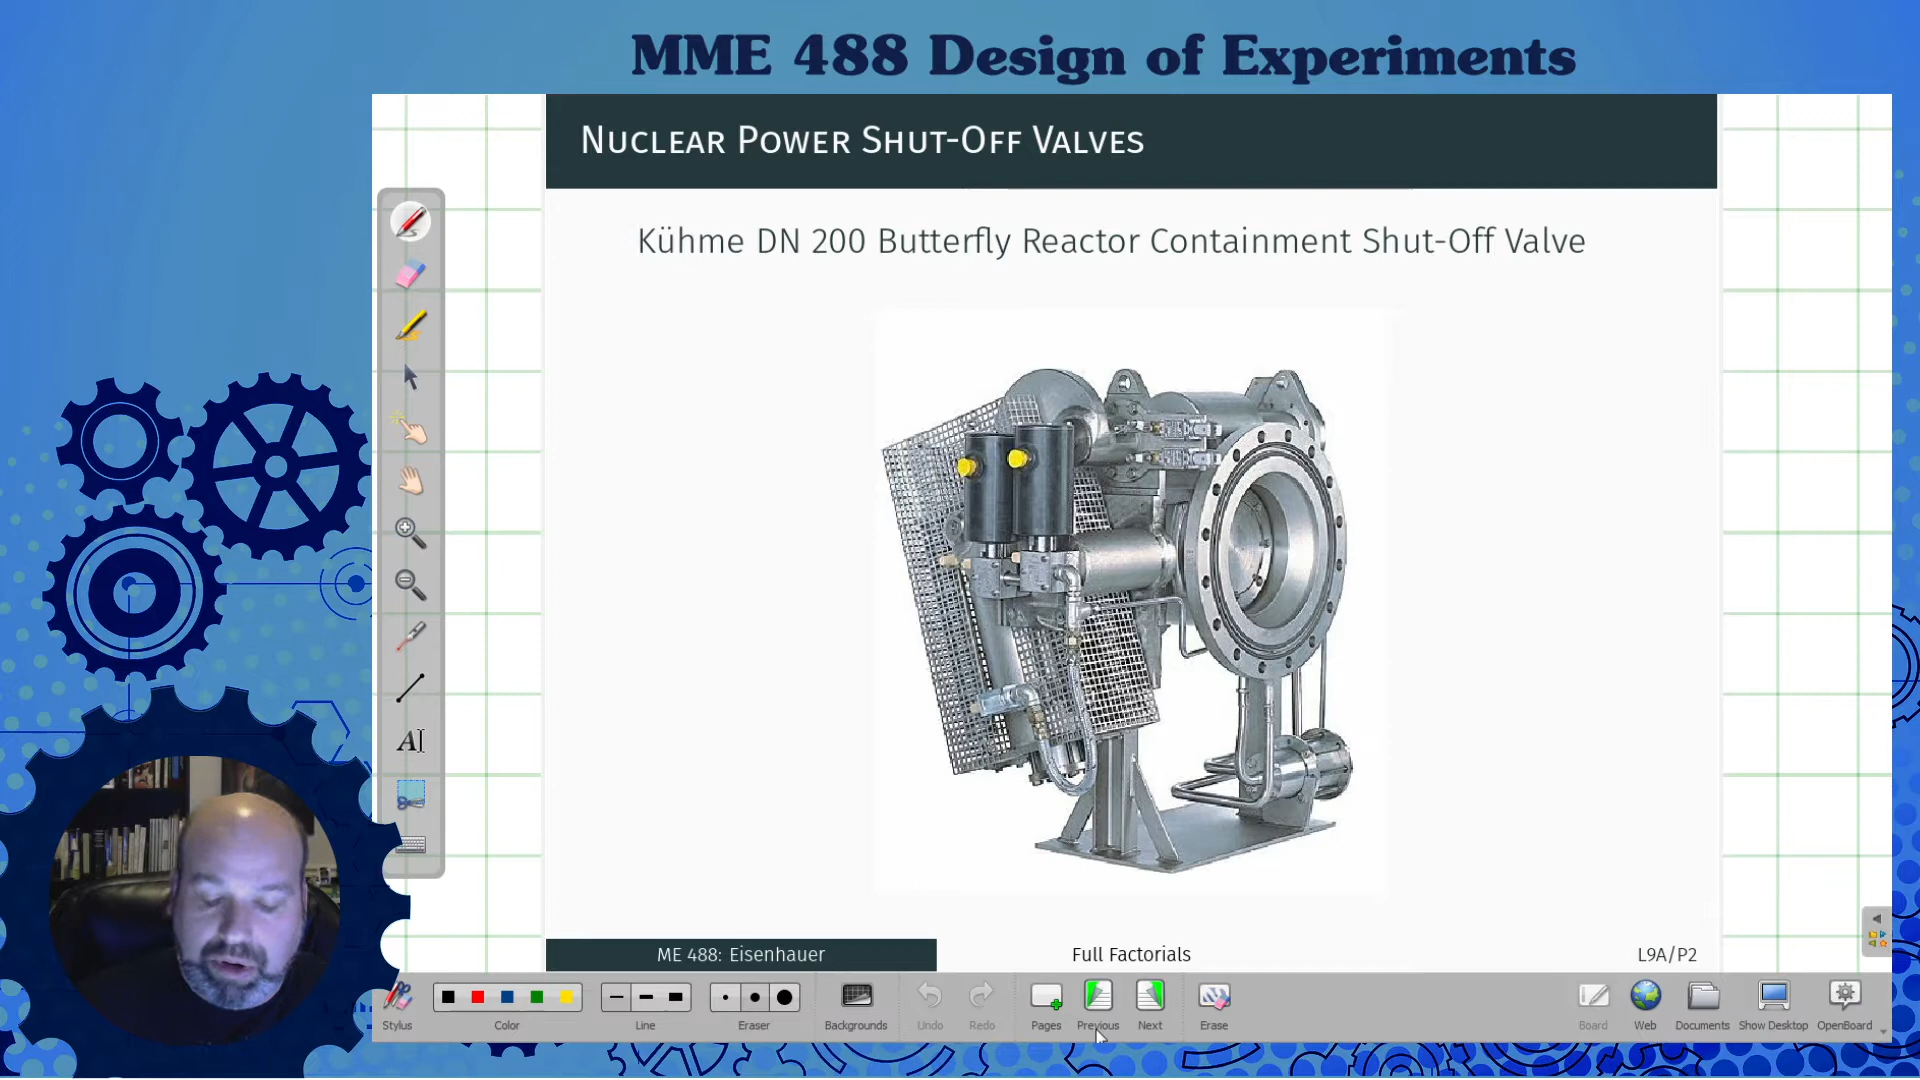 MME 488 Design of Experiments
Nuclear Power Shut-Off Valves
Kühme DN 200 Butterfly Reactor Containment Shut-Off Valve
ME 488: Eisenhauer
Full Factorials
L9A/P2
Stylus
Color
Line
Eraser
Backgrounds
Undo
Redo
Pages
Previous
Next
Erase
Board
Web
Documents
Show Desktop
OpenBoard